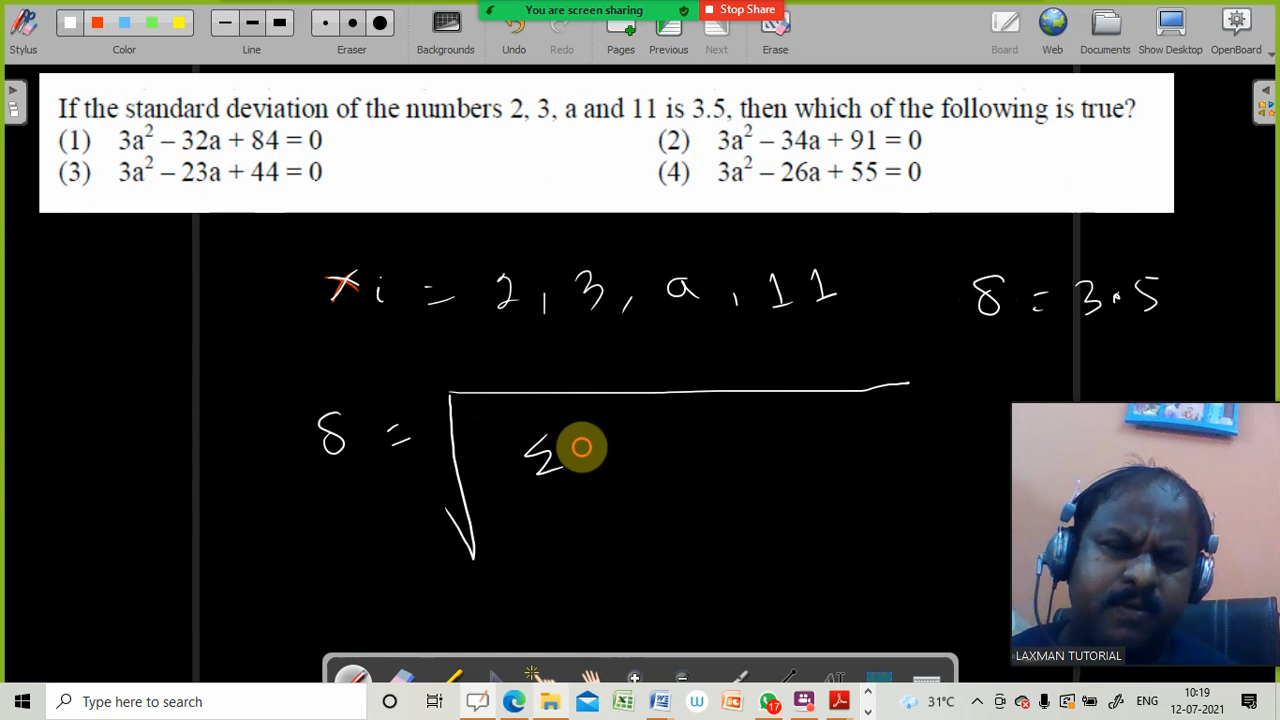 You are screen sharing Stop Share
Stylus Color Line Eraser Backgrounds Undo Redo Pages Previous Next Erase Board Web Documents Show Desktop OpenBoard
If the standard deviation of the numbers 2, 3, a and 11 is 3.5, then which of the following is true?
(1) 3a² – 32a + 84 = 0 (2) 3a² – 34a + 91 = 0
(3) 3a² – 23a + 44 = 0 (4) 3a² – 26a + 55 = 0
xi = 2, 3, a, 11 δ = 3.5
δ = √ Σ
LAXMAN TUTORIAL
Type here to search 17 31°C ENG 10:19
12-07-2021